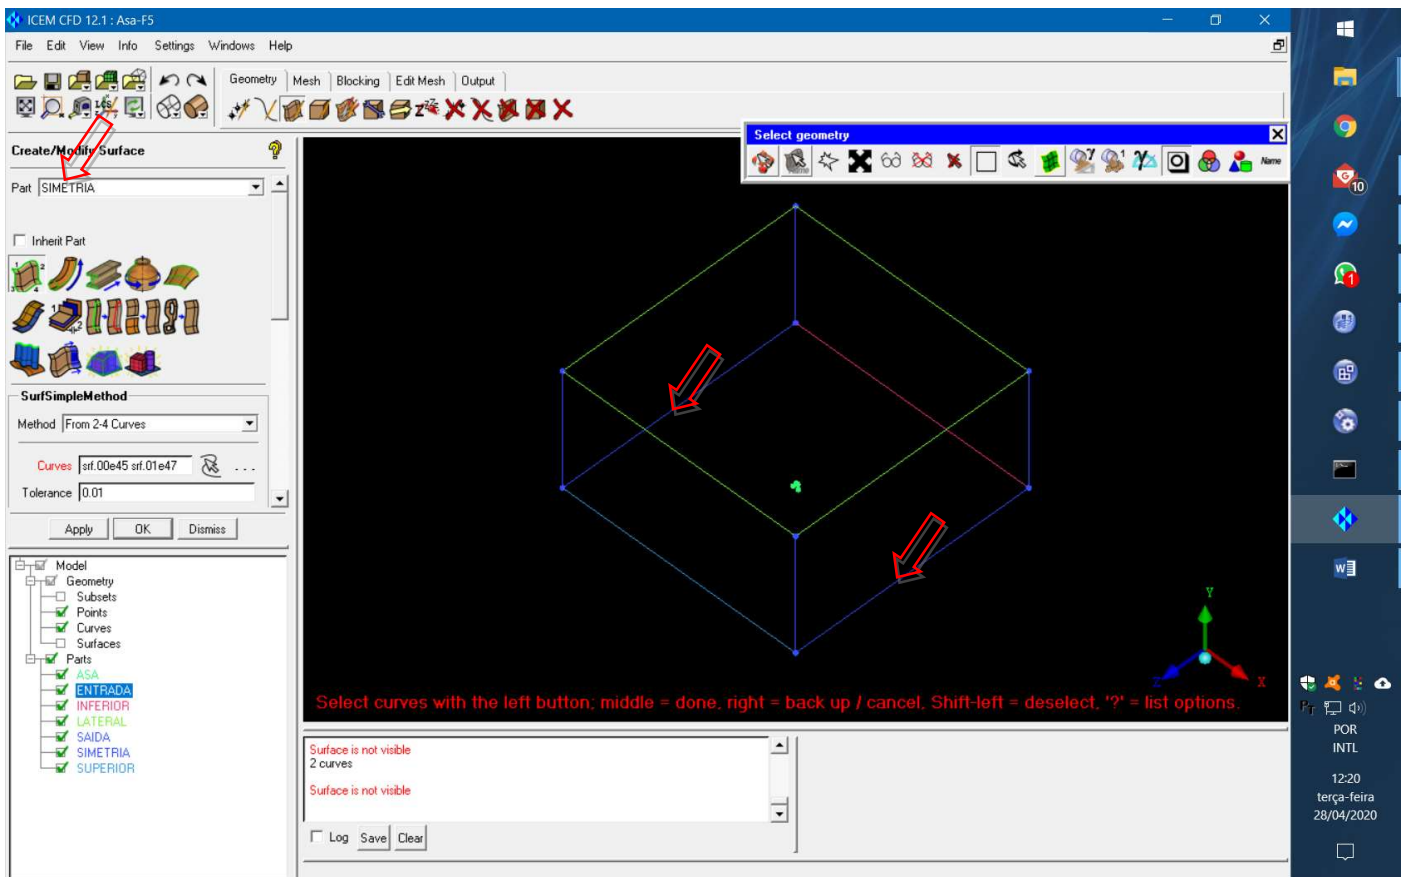 ICEM CFD 12.1 : Asa-F5
File Edit View Info Settings Windows Help
Geometry Mesh Blocking Edit Mesh Output
Select geometry
Name
Create/Modify Surface
Part SIMETRIA
Inherit Part
SurfSimpleMethod
Method From 2-4 Curves
Curves srf.00e45 srf.01e47 ...
Tolerance 0.01
Apply OK Dismiss
Model
Geometry
Subsets
Points
Curves
Surfaces
Parts
ASA
ENTRADA
INFERIOR
LATERAL
SAIDA
SIMETRIA
SUPERIOR
Y
Z
X
Select curves with the left button; middle = done, right = back up / cancel, Shift-left = deselect, '?' = list options.
Surface is not visible
2 curves
Surface is not visible
Log Save Clear
10
1
POR
INTL
12:20
terça-feira
28/04/2020